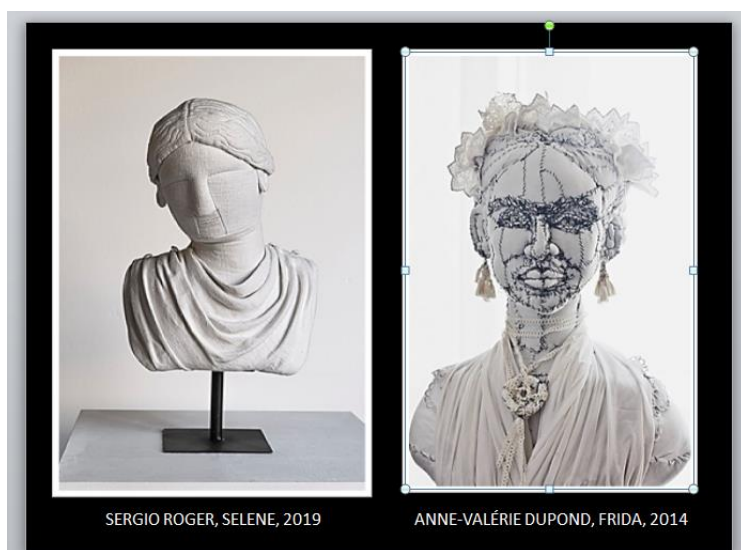 SERGIO ROGER, SELENE, 2019
ANNE-VALÉRIE DUPOND, FRIDA, 2014